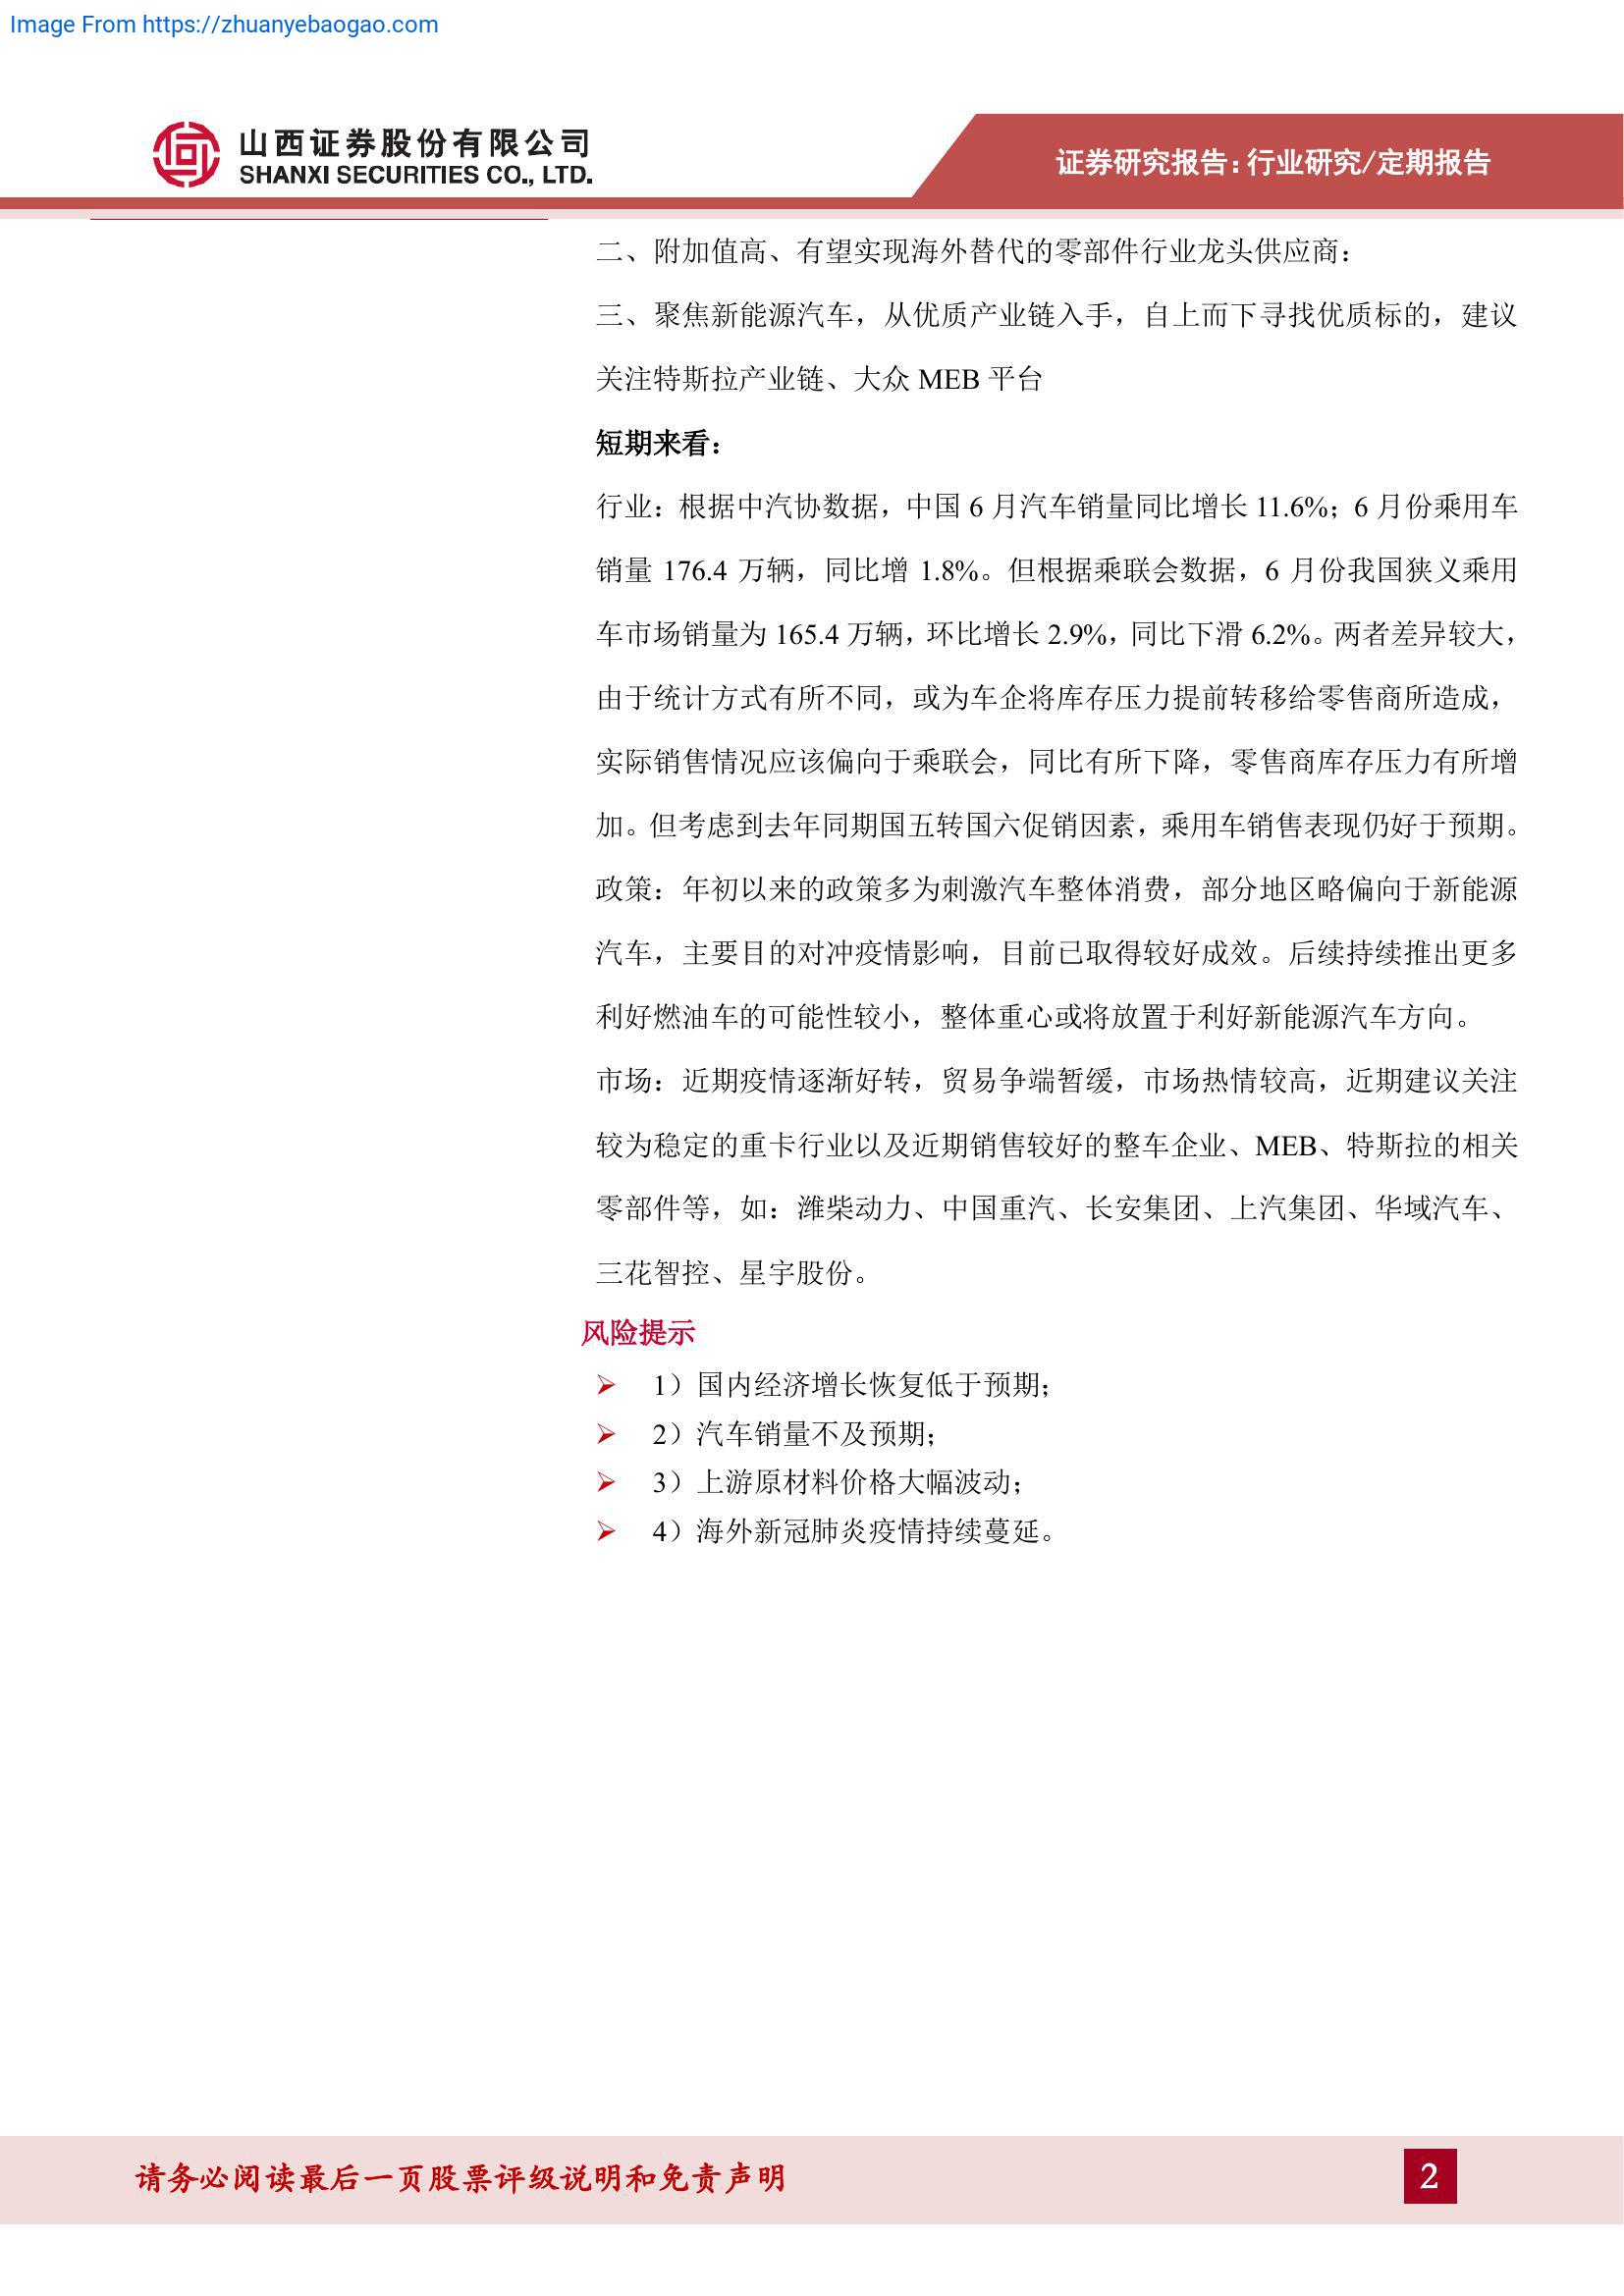 Image From https://zhuanyebaogao.com
山西证券股份有限公司
SHANXI SECURITIES CO., LTD.
证券研究报告：行业研究/定期报告
二、附加值高、有望实现海外替代的零部件行业龙头供应商：
三、聚焦新能源汽车，从优质产业链入手，自上而下寻找优质标的，建议
关注特斯拉产业链、大众 MEB 平台
短期来看：
行业：根据中汽协数据，中国 6 月汽车销量同比增长 11.6%；6 月份乘用车
销量 176.4 万辆，同比增 1.8%。但根据乘联会数据，6 月份我国狭义乘用
车市场销量为 165.4 万辆，环比增长 2.9%，同比下滑 6.2%。两者差异较大，
由于统计方式有所不同，或为车企将库存压力提前转移给零售商所造成，
实际销售情况应该偏向于乘联会，同比有所下降，零售商库存压力有所增
加。但考虑到去年同期国五转国六促销因素，乘用车销售表现仍好于预期。
政策：年初以来的政策多为刺激汽车整体消费，部分地区略偏向于新能源
汽车，主要目的对冲疫情影响，目前已取得较好成效。后续持续推出更多
利好燃油车的可能性较小，整体重心或将放置于利好新能源汽车方向。
市场：近期疫情逐渐好转，贸易争端暂缓，市场热情较高，近期建议关注
较为稳定的重卡行业以及近期销售较好的整车企业、MEB、特斯拉的相关
零部件等，如：潍柴动力、中国重汽、长安集团、上汽集团、华域汽车、
三花智控、星宇股份。
风险提示
1）国内经济增长恢复低于预期；
2）汽车销量不及预期；
3）上游原材料价格大幅波动；
4）海外新冠肺炎疫情持续蔓延。
请务必阅读最后一页股票评级说明和免责声明
2